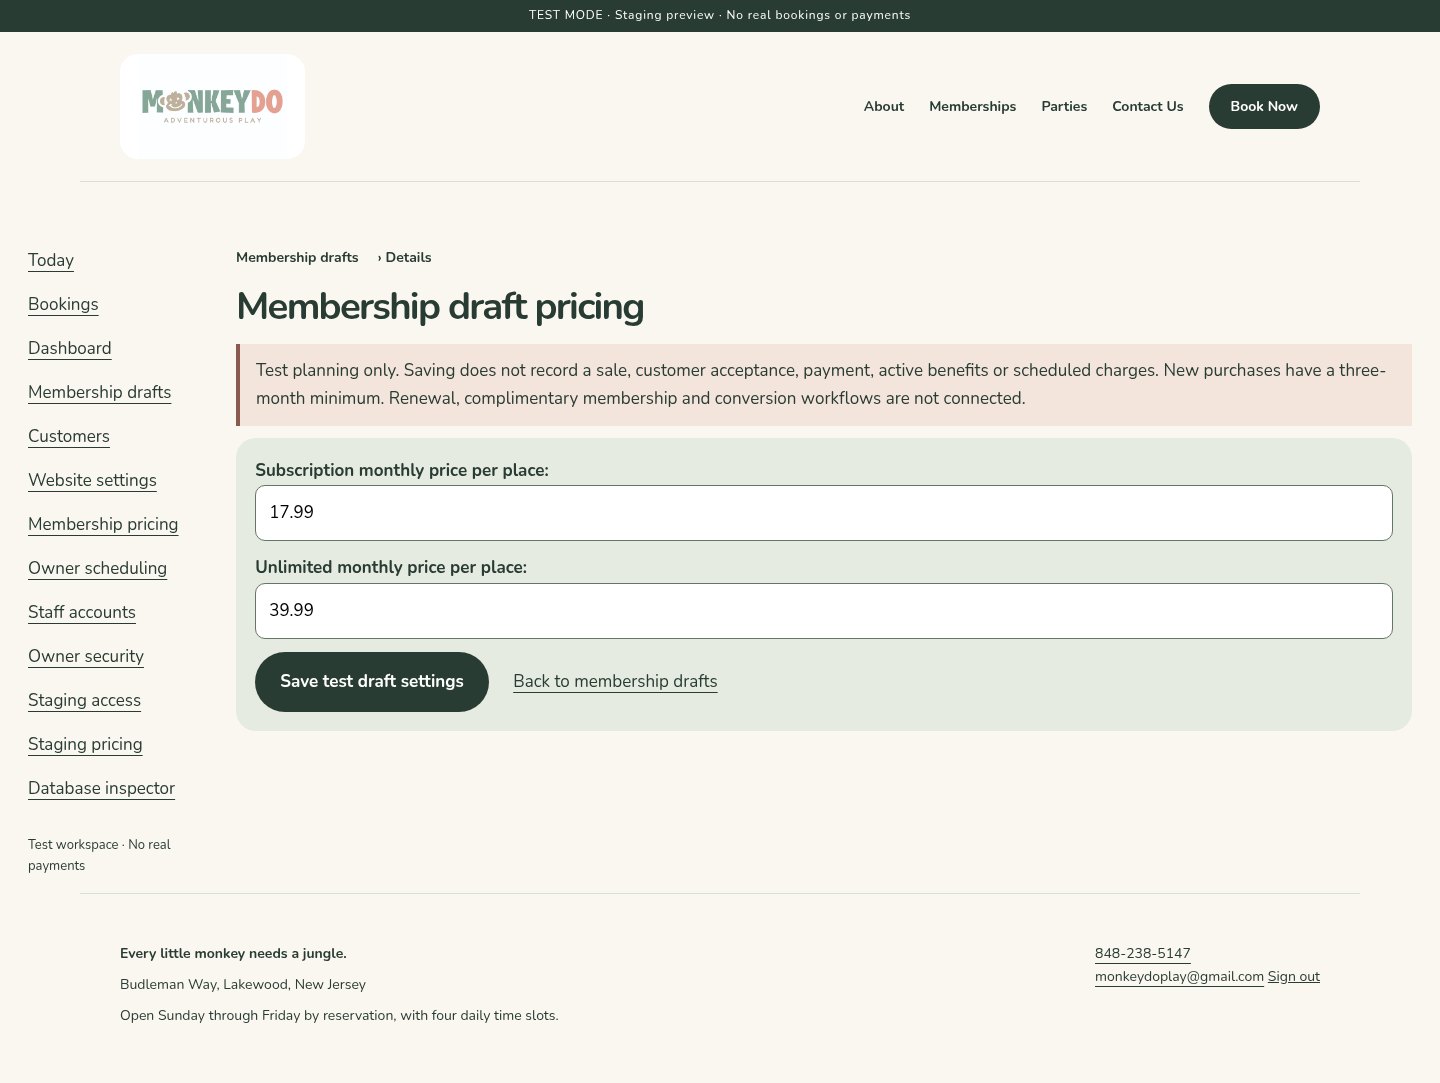 TEST MODE · Staging preview · No real bookings or payments
MONKEYDO
ADVENTUROUS PLAY
About
Memberships
Parties
Contact Us
Book Now
Today
Bookings
Dashboard
Membership drafts
Customers
Website settings
Membership pricing
Owner scheduling
Staff accounts
Owner security
Staging access
Staging pricing
Database inspector
Test workspace · No real
payments
Membership drafts › Details
Membership draft pricing
Test planning only. Saving does not record a sale, customer acceptance, payment, active benefits or scheduled charges. New purchases have a three-
month minimum. Renewal, complimentary membership and conversion workflows are not connected.
Subscription monthly price per place:
17.99
Unlimited monthly price per place:
39.99
Save test draft settings
Back to membership drafts
Every little monkey needs a jungle.
Budleman Way, Lakewood, New Jersey
Open Sunday through Friday by reservation, with four daily time slots.
848-238-5147
monkeydoplay@gmail.com Sign out